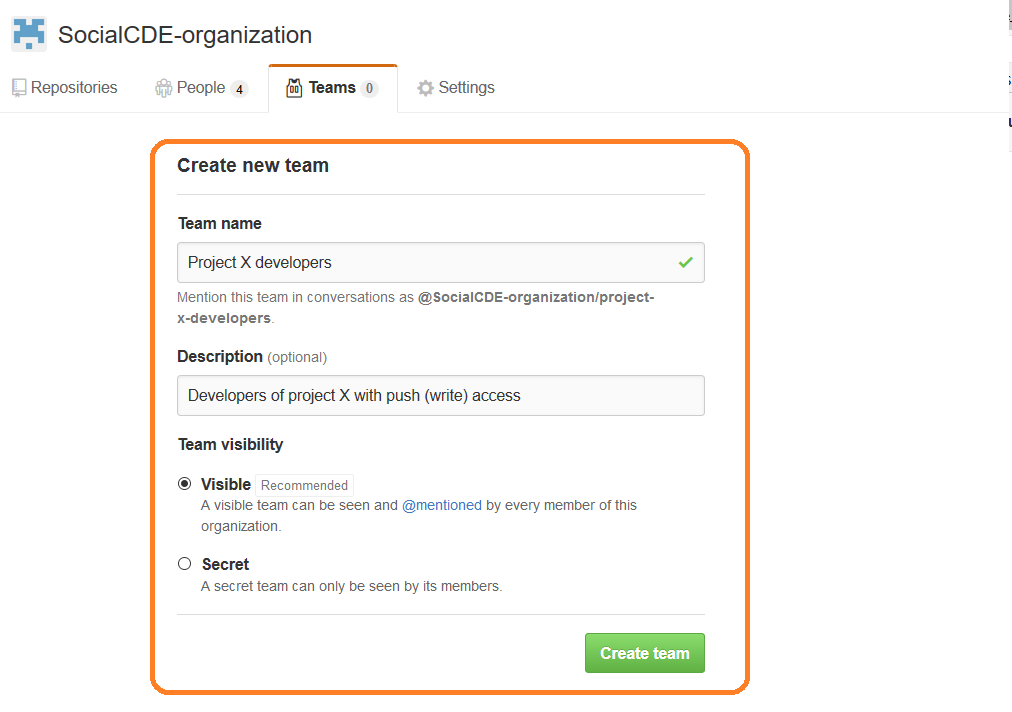 SocialCDE-organization
Repositories People 4 Teams 0 Settings
Create new team
Team name
Project X developers
Mention this team in conversations as @SocialCDE-organization/project-
x-developers.
Description (optional)
Developers of project X with push (write) access
Team visibility
Visible Recommended
A visible team can be seen and @mentioned by every member of this
organization.
Secret
A secret team can only be seen by its members.
Create team